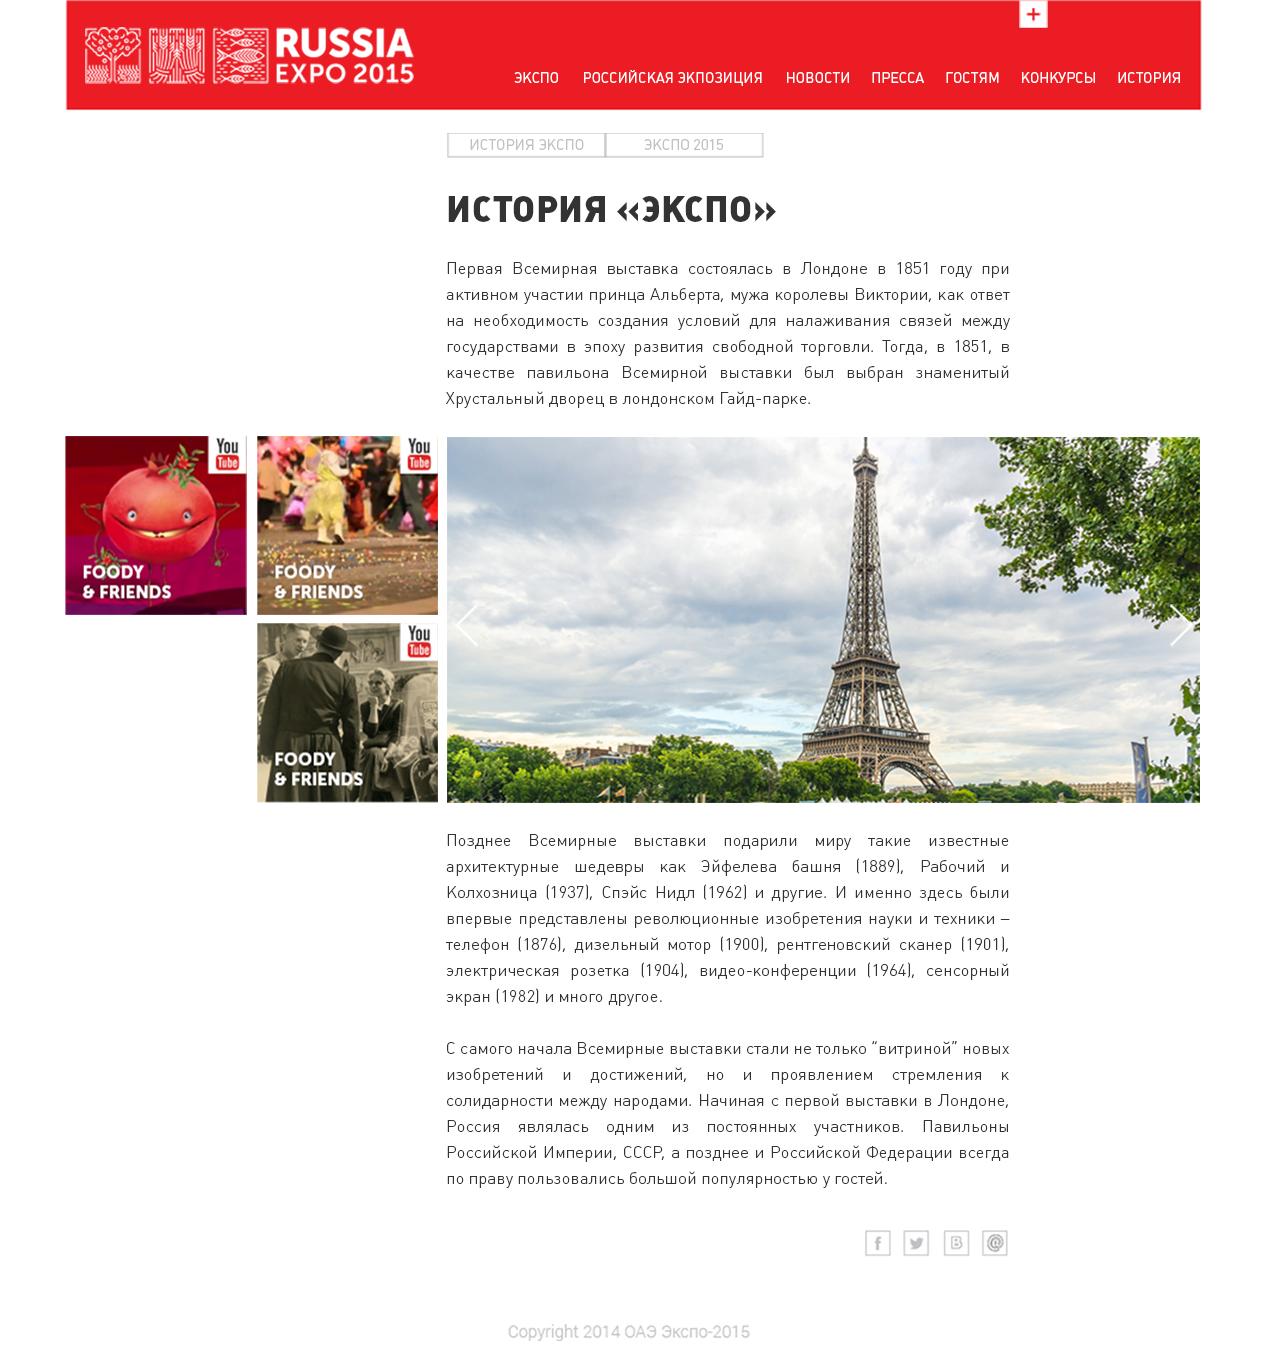 RUSSIA
EXPO 2015
ЭКСПО РОССИЙСКАЯ ЭКПОЗИЦИЯ НОВОСТИ ПРЕССА ГОСТЯМ КОНКУРСЫ ИСТОРИЯ
ИСТОРИЯ ЭКСПО ЭКСПО 2015
ИСТОРИЯ «ЭКСПО»
Первая Всемирная выставка состоялась в Лондоне в 1851 году при
активном участии принца Альберта, мужа королевы Виктории, как ответ
на необходимость создания условий для налаживания связей между
государствами в эпоху развития свободной торговли. Тогда, в 1851, в
качестве павильона Всемирной выставки был выбран знаменитый
Хрустальный дворец в лондонском Гайд-парке.
You
Tube
FOODY
& FRIENDS
You
Tube
FOODY
& FRIENDS
You
Tube
FOODY
& FRIENDS
Позднее Всемирные выставки подарили миру такие известные
архитектурные шедевры как Эйфелева башня (1889), Рабочий и
Колхозница (1937), Спэйс Нидл (1962) и другие. И именно здесь были
впервые представлены революционные изобретения науки и техники –
телефон (1876), дизельный мотор (1900), рентгеновский сканер (1901),
электрическая розетка (1904), видео-конференции (1964), сенсорный
экран (1982) и много другое.
С самого начала Всемирные выставки стали не только “витриной” новых
изобретений и достижений, но и проявлением стремления к
солидарности между народами. Начиная с первой выставки в Лондоне,
Россия являлась одним из постоянных участников. Павильоны
Российской Империи, СССР, а позднее и Российской Федерации всегда
по праву пользовались большой популярностью у гостей.
Copyright 2014 ОАЭ Экспо-2015